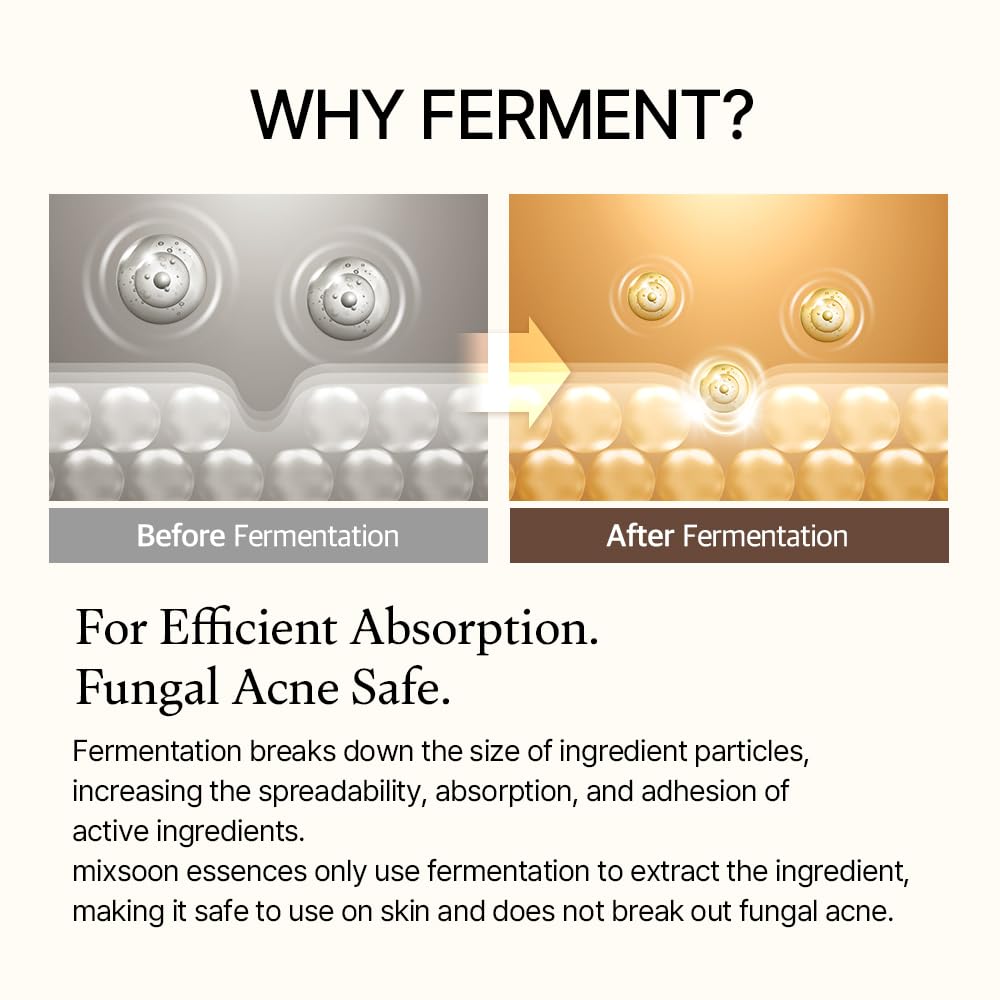 WHY FERMENT?
Before Fermentation
After Fermentation
For Efficient Absorption.
Fungal Acne Safe.
Fermentation breaks down the size of ingredient particles,
increasing the spreadability, absorption, and adhesion of
active ingredients.
mixsoon essences only use fermentation to extract the ingredient,
making it safe to use on skin and does not break out fungal acne.